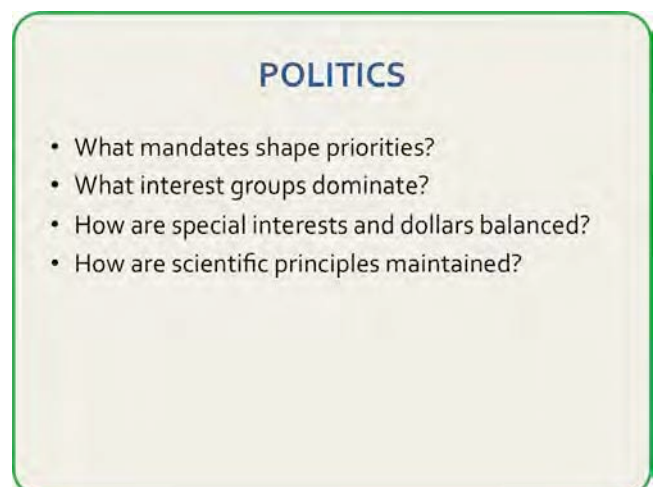 POLITICS
• What mandates shape priorities?
• What interest groups dominate?
• How are special interests and dollars balanced?
• How are scientific principles maintained?